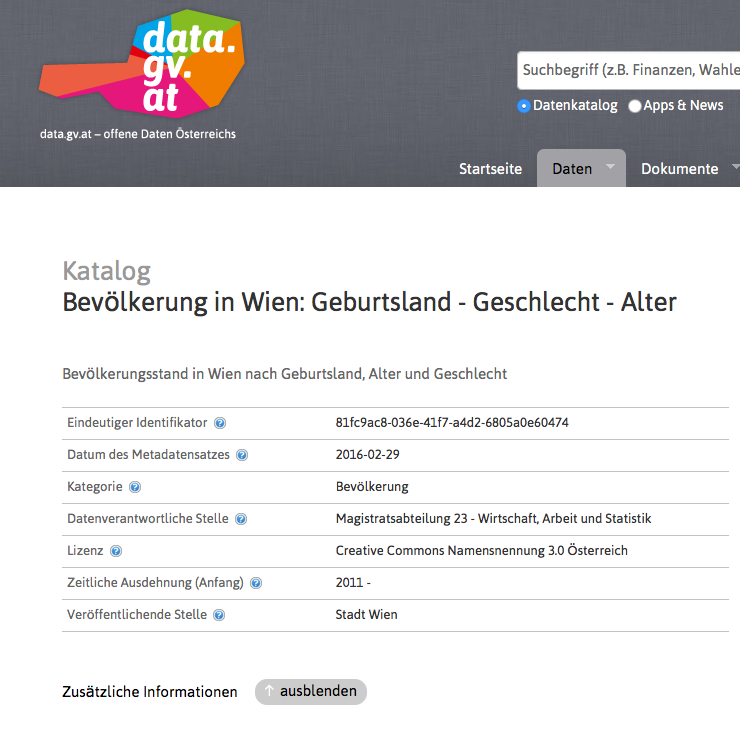 data.
gv.
at
data.gv.at – offene Daten Österreichs
Suchbegriff (z.B. Finanzen, Wahle
Datenkatalog Apps & News
Startseite Daten Dokumente
Katalog
Bevölkerung in Wien: Geburtsland - Geschlecht - Alter
Bevölkerungsstand in Wien nach Geburtsland, Alter und Geschlecht
Eindeutiger Identifikator ? 81fc9ac8-036e-41f7-a4d2-6805a0e60474
Datum des Metadatensatzes ? 2016-02-29
Kategorie ? Bevölkerung
Datenverantwortliche Stelle ? Magistratsabteilung 23 - Wirtschaft, Arbeit und Statistik
Lizenz ? Creative Commons Namensnennung 3.0 Österreich
Zeitliche Ausdehnung (Anfang) ? 2011 -
Veröffentlichende Stelle ? Stadt Wien
Zusätzliche Informationen ↑ ausblenden